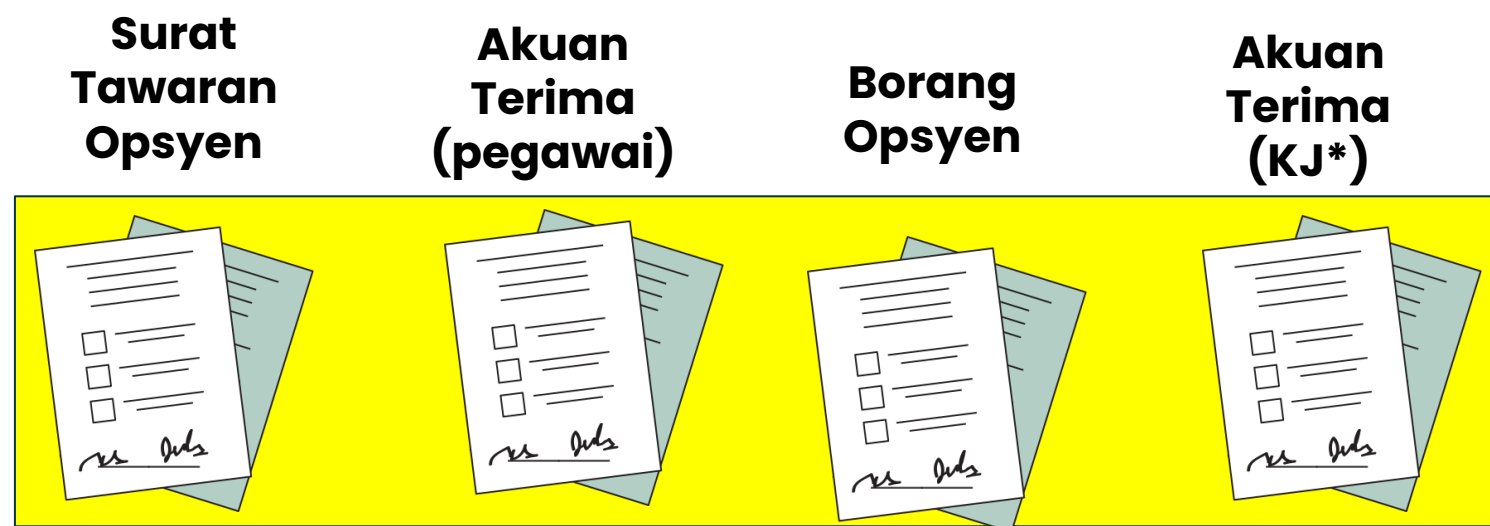 Surat
Tawaran
Opsyen
Akuan
Terima
(pegawai)
Borang
Opsyen
Akuan
Terima
(KJ*)